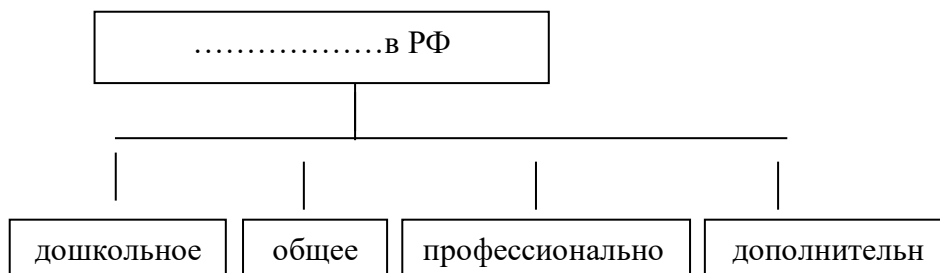 ………………в РФ
дошкольное общее профессионально дополнительн